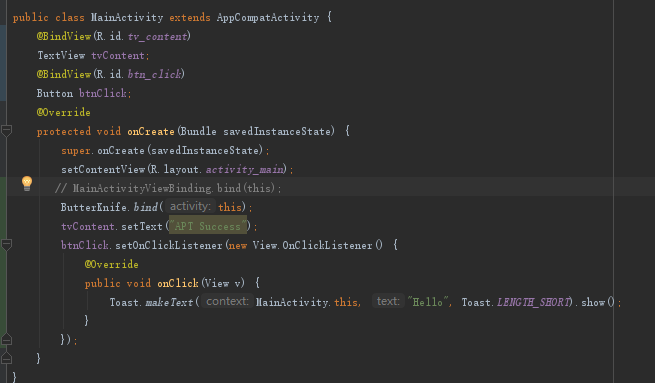 public class MainActivity extends AppCompatActivity {
@BindView(R.id.tv_content)
TextView tvContent;
@BindView(R.id.btn_click)
Button btnClick;
@Override
protected void onCreate(Bundle savedInstanceState) {
super.onCreate(savedInstanceState);
setContentView(R.layout.activity_main);
// MainActivityViewBinding.bind(this);
ButterKnife.bind( activity: this);
tvContent.setText("APT Success");
btnClick.setOnClickListener(new View.OnClickListener() {
@Override
public void onClick(View v) {
Toast.makeText( context: MainActivity.this, text: "Hello", Toast.LENGTH_SHORT).show();
}
});
}
}